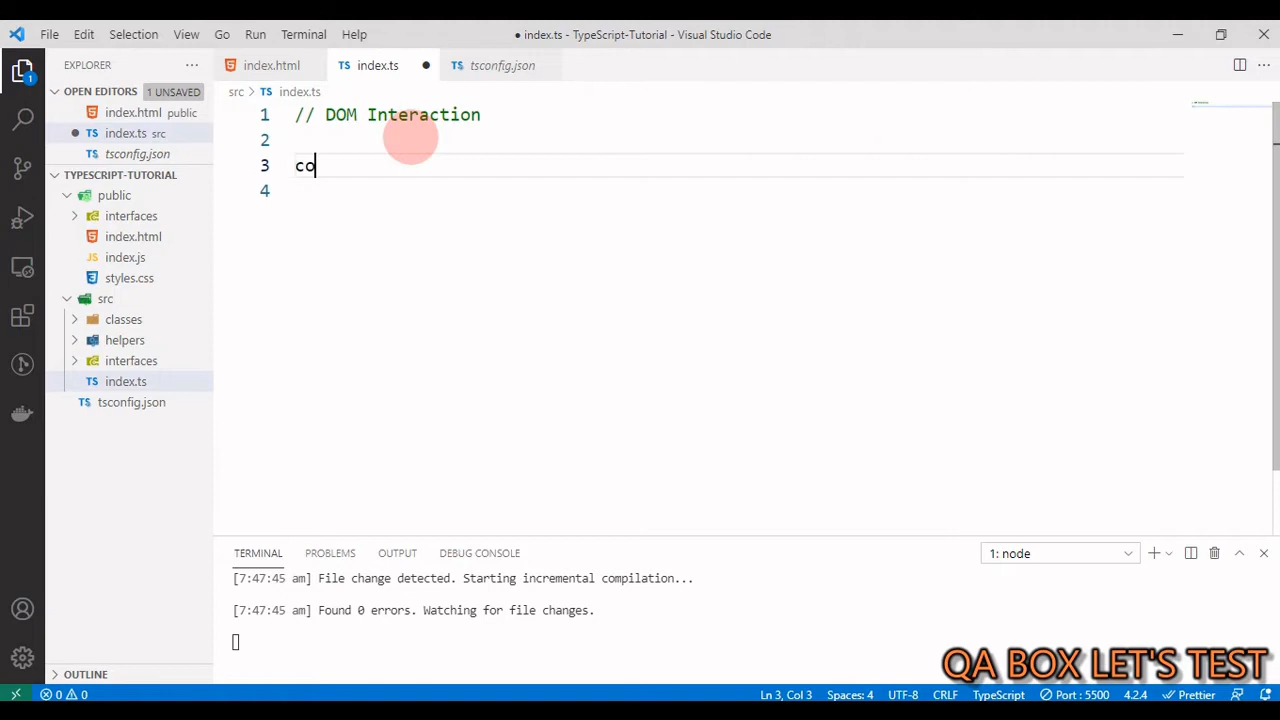 File Edit Selection View Go Run Terminal Help
● index.ts - TypeScript-Tutorial - Visual Studio Code
EXPLORER ···
index.html
TS index.ts ●
tsconfig.json
OPEN EDITORS 1 UNSAVED
index.html public
● TS index.ts src
tsconfig.json
TYPESCRIPT-TUTORIAL
public
interfaces
index.html
JS index.js
styles.css
src
classes
helpers
interfaces
TS index.ts
tsconfig.json
OUTLINE
1
src > TS index.ts
1 // DOM Interaction
2
3 co
4
TERMINAL PROBLEMS OUTPUT DEBUG CONSOLE
1: node
[7:47:45 am] File change detected. Starting incremental compilation...
[7:47:45 am] Found 0 errors. Watching for file changes.
QA BOX LET'S TEST
0 0
Ln 3, Col 3 Spaces: 4 UTF-8 CRLF TypeScript Port : 5500 4.2.4 Prettier